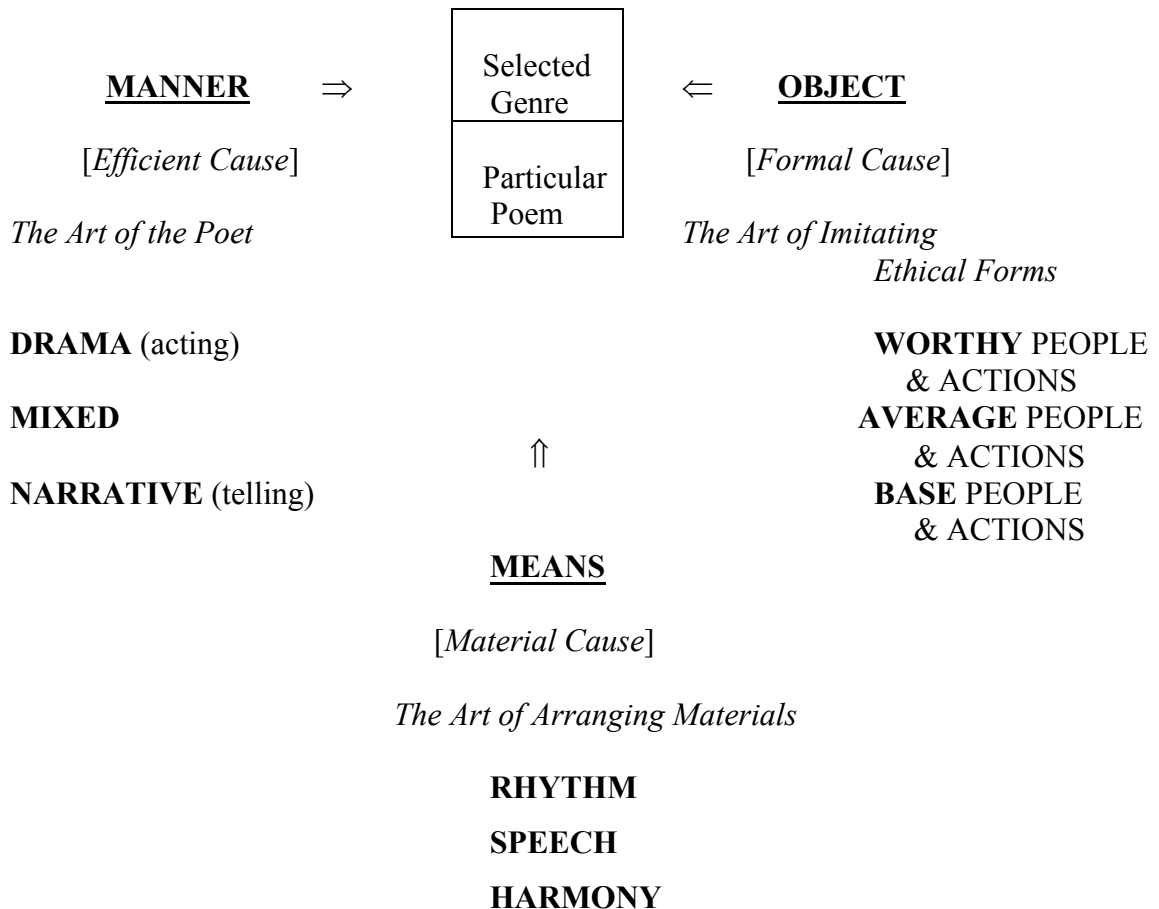 MANNER ⇒ Selected Genre ⇐ OBJECT
[Efficient Cause] Particular Poem [Formal Cause]
The Art of the Poet The Art of Imitating
Ethical Forms
DRAMA (acting) WORTHY PEOPLE
& ACTIONS
MIXED AVERAGE PEOPLE
⇑ & ACTIONS
NARRATIVE (telling) BASE PEOPLE
& ACTIONS
MEANS
[Material Cause]
The Art of Arranging Materials
RHYTHM
SPEECH
HARMONY